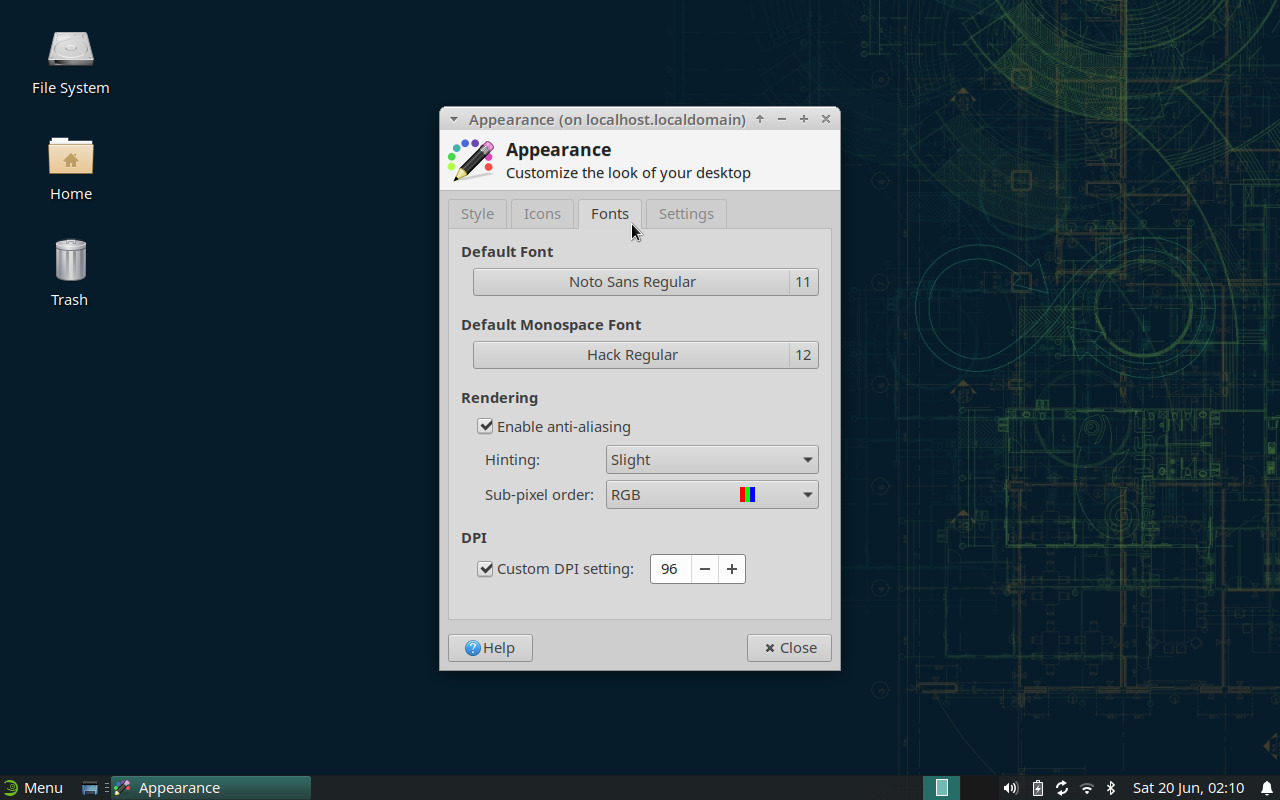 File System
Home
Trash
Appearance (on localhost.localdomain)
Appearance
Customize the look of your desktop
Style Icons Fonts Settings
Default Font
Noto Sans Regular 11
Default Monospace Font
Hack Regular 12
Rendering
Enable anti-aliasing
Hinting: Slight
Sub-pixel order: RGB
DPI
Custom DPI setting: 96
Help Close
Menu Appearance Sat 20 Jun, 02:10